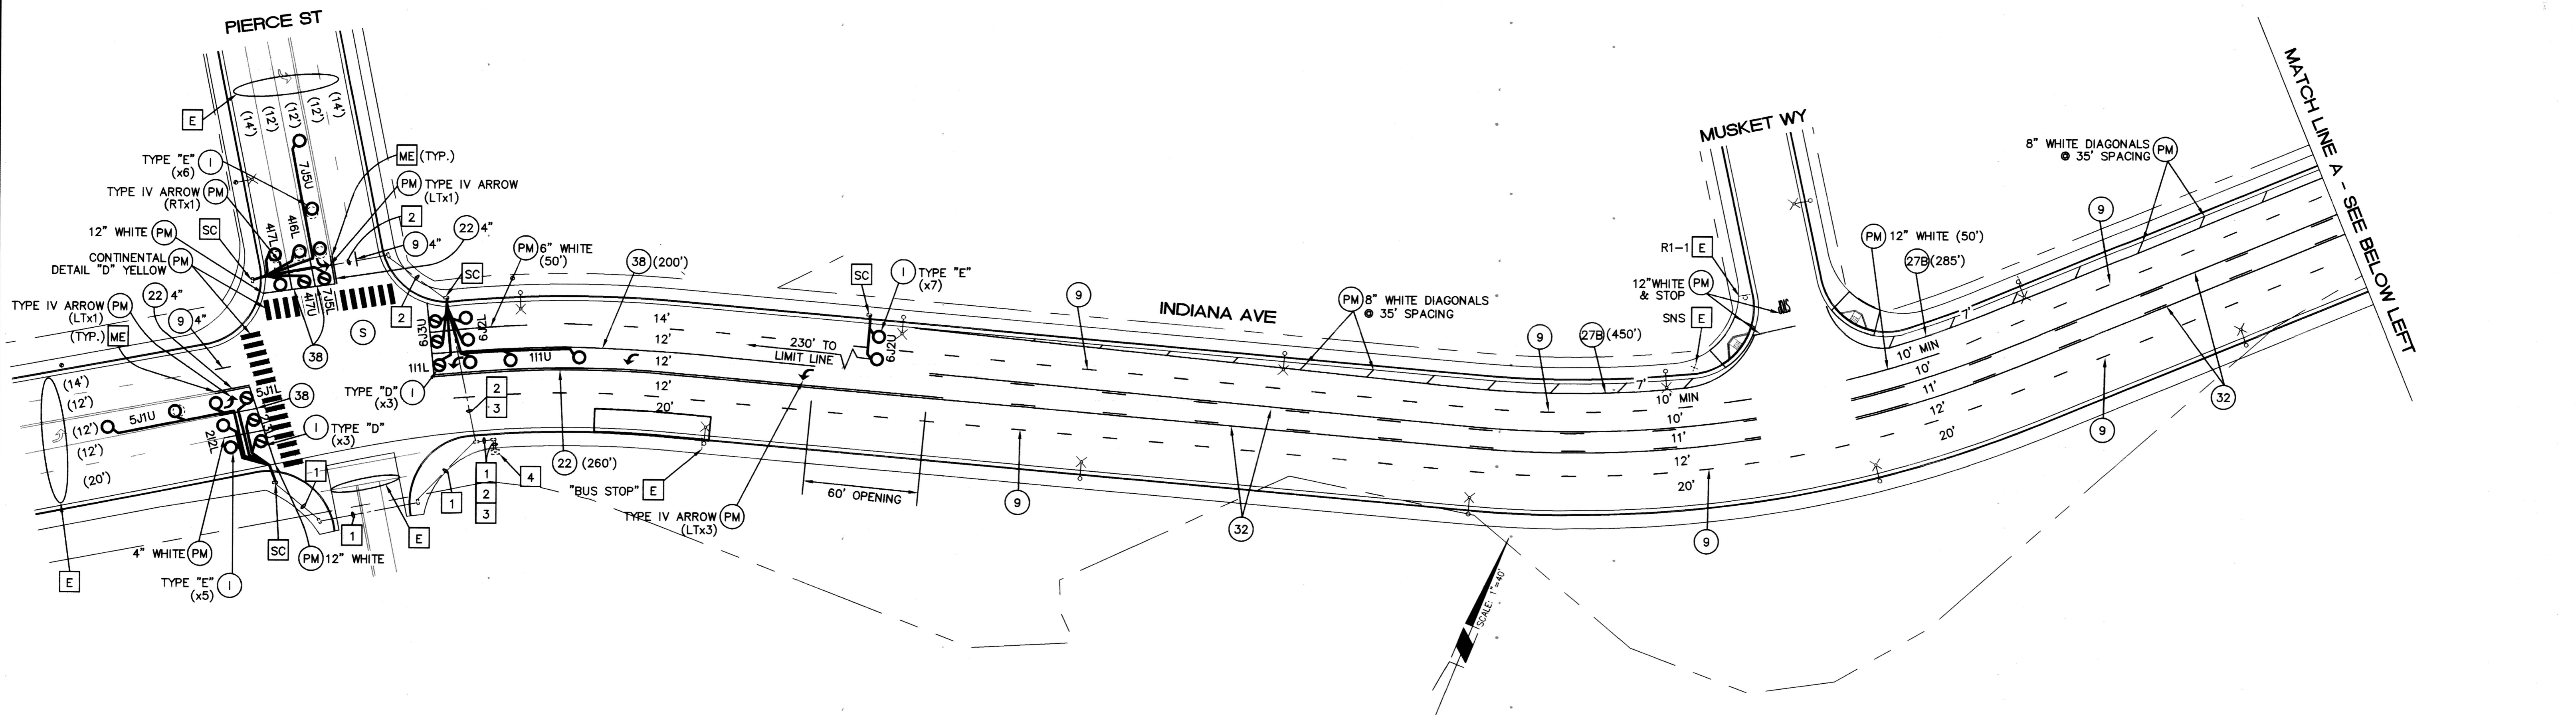 PIERCE ST
E
(14')
(12')
(12')
(12')
(14')
TYPE "E" I
(x6)
7J5U
ME (TYP.)
TYPE IV ARROW PM
(RTx1)
PM TYPE IV ARROW
(LTx1)
2
4I7L
4I6L
12" WHITE PM
SC
22 4"
9 4"
CONTINENTAL PM
DETAIL "D" YELLOW
4I7U
7J5L
38
S
22 4"
9 4"
TYPE IV ARROW PM
(LTx1)
(TYP.) ME
(14')
(12')
(12')
(12')
(20')
5J1U
5J1L
38
2I2L
I TYPE "D"
(x3)
1
1
SC
4" WHITE PM
PM 12" WHITE
TYPE "E" I
(x5)
E
E
SC
2
PM 6" WHITE
(50')
38 (200')
6J3U
6J2L
1I1L
1I1U
TYPE "D" I
(x3)
2
3
1
1
2
3
4
14'
12'
12'
12'
20'
22 (260')
"BUS STOP" E
230' TO
LIMIT LINE
SC
I TYPE "E"
(x7)
6J2U
TYPE IV ARROW PM
(LTx3)
60' OPENING
9
9
INDIANA AVE
32
PM 8" WHITE DIAGONALS
@ 35' SPACING
9
27B (450')
SCALE: 1"=40'
MUSKET WY
R1-1 E
12" WHITE PM
& STOP
SNS E
7'
10' MIN
10'
11'
12'
20'
9
PM 12" WHITE (50')
27B (285')
7'
10' MIN
10'
11'
12'
20'
8" WHITE DIAGONALS PM
@ 35' SPACING
9
9
32
MATCH LINE A - SEE BELOW LEFT